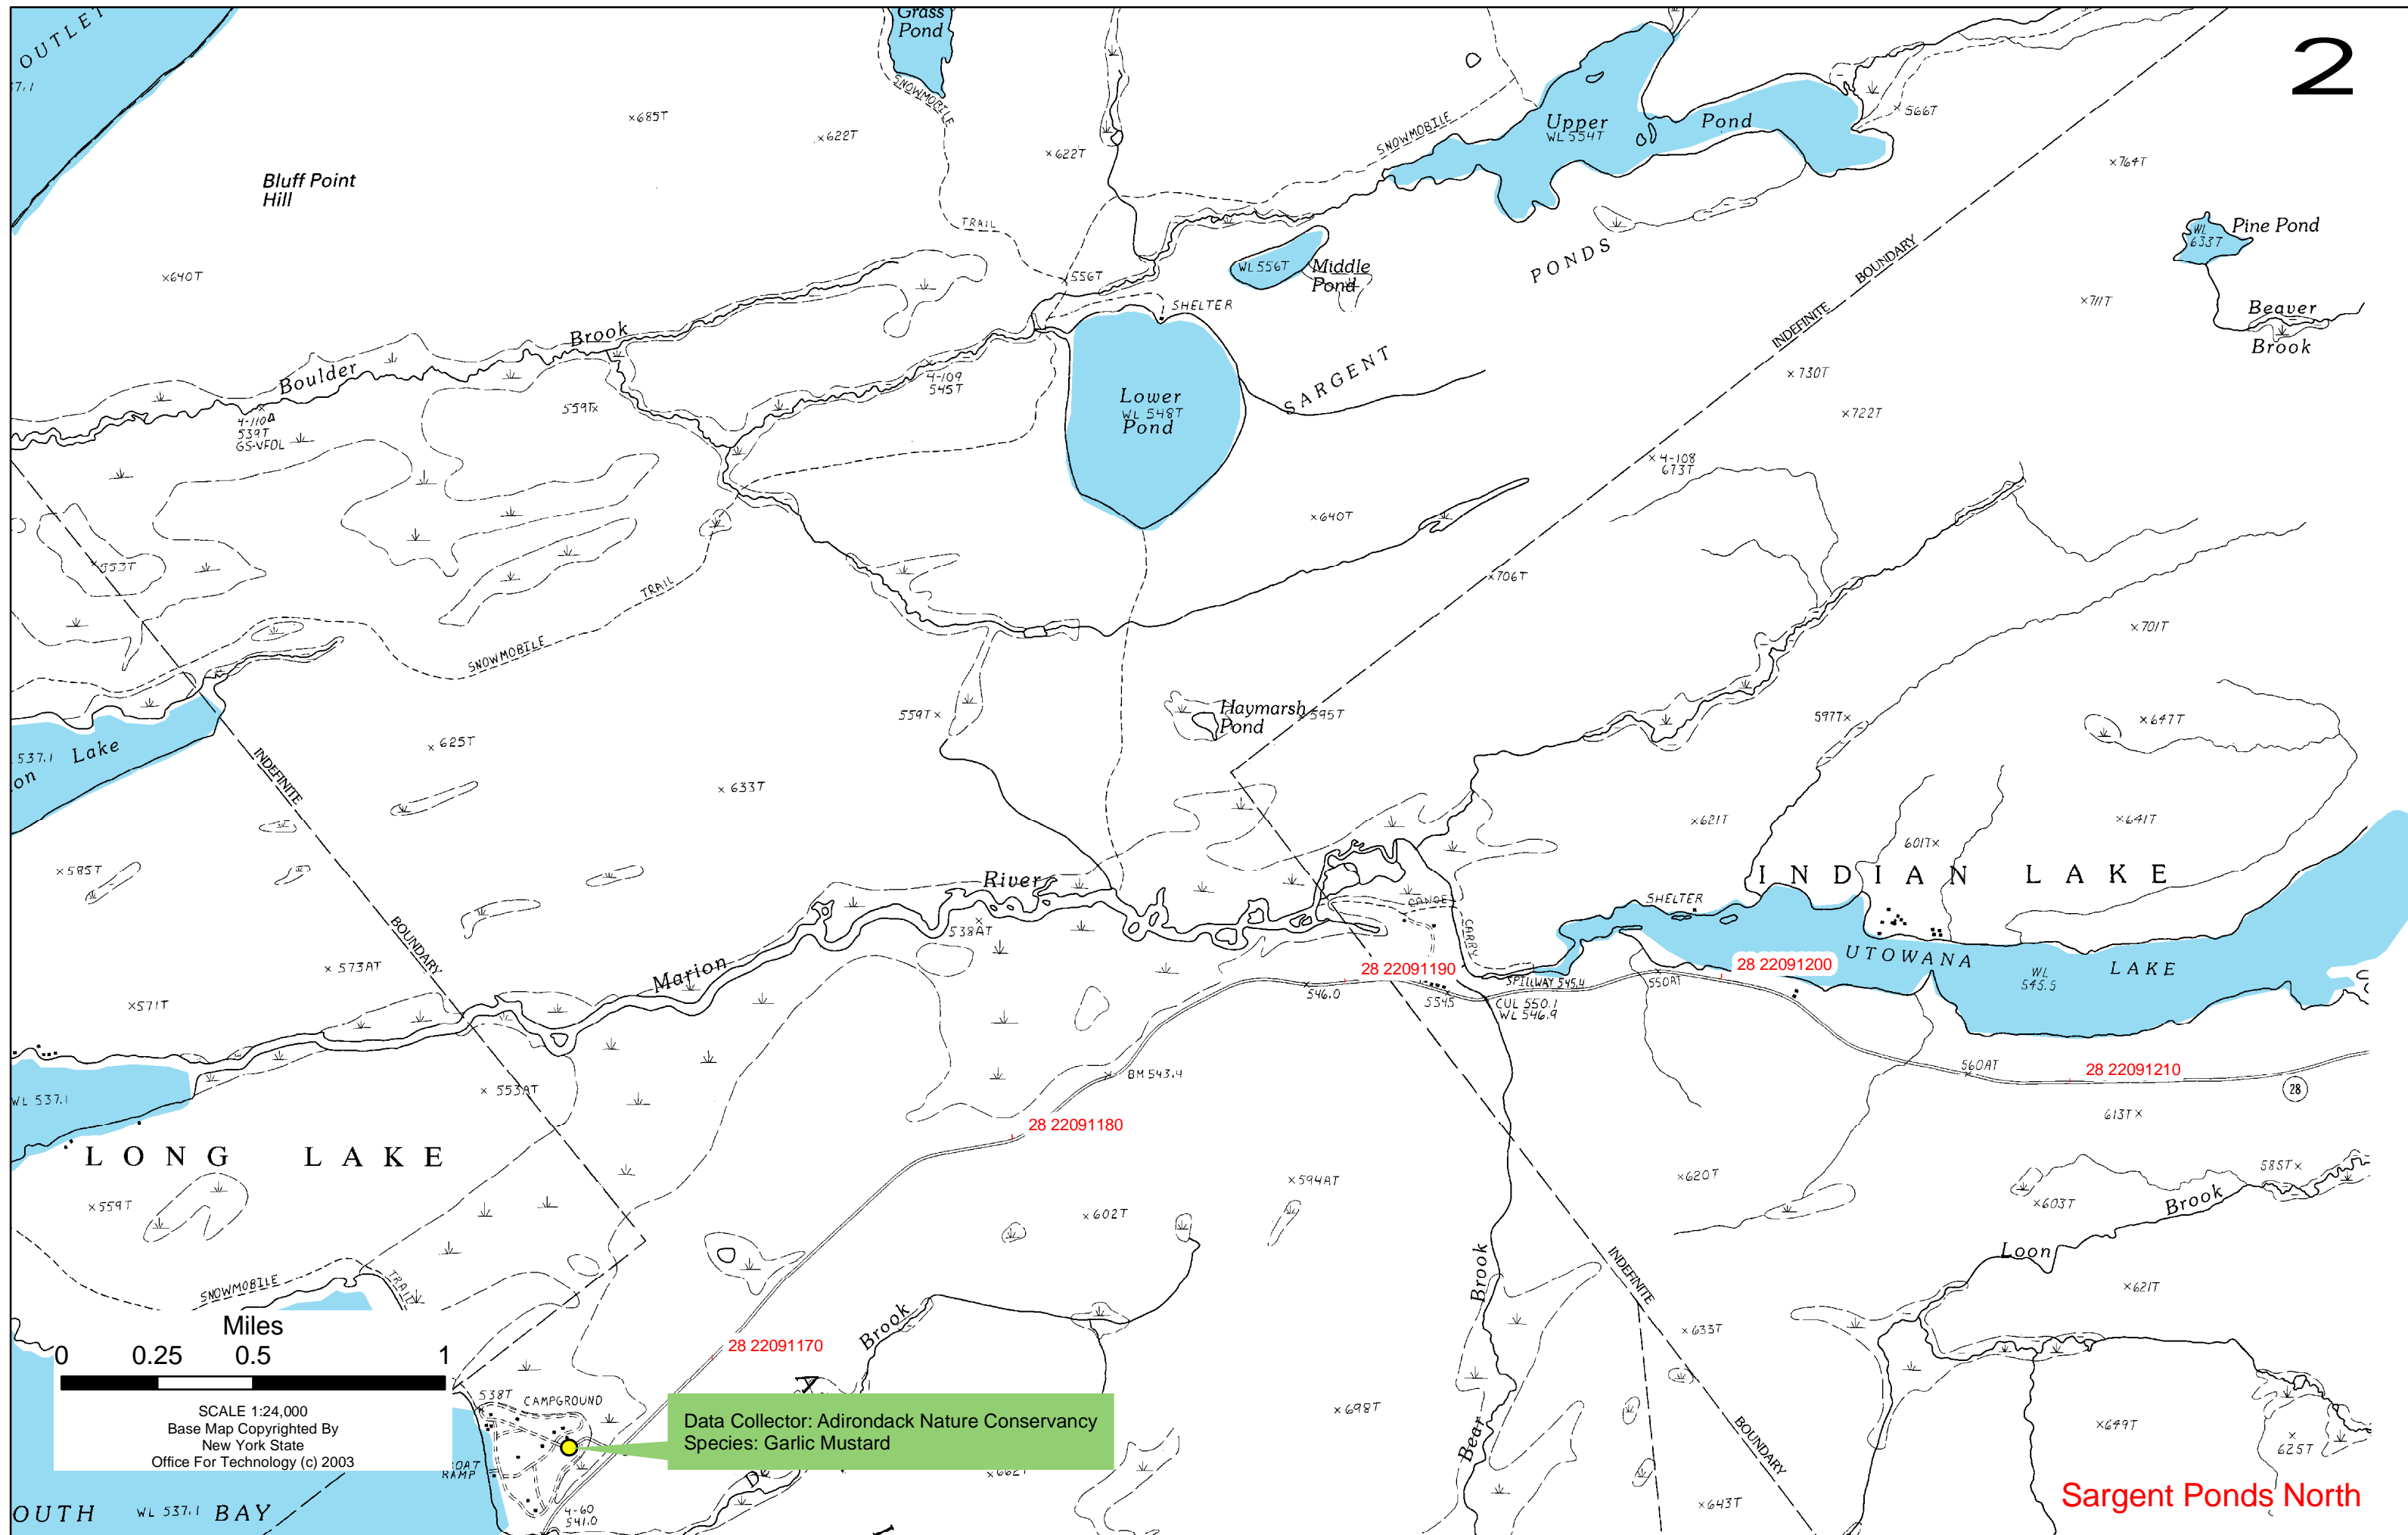 OUTLET
Grass
Pond
2
SNOWMOBILE
×685T
×622T
×622T
SNOWMOBILE
Upper
WL 554T
Pond
×566T
×764T
Bluff Point
Hill
TRAIL
PONDS
BOUNDARY
WL
633T
Pine Pond
×640T
×556T
WL 556T
Middle
Pond
SHELTER
×711T
Beaver
Brook
INDEFINITE
Brook
Boulder
4-109
545T
SARGENT
×730T
559T×
Lower
WL 548T
Pond
×722T
4-110
539T
GS-VFDL
×4-108
673T
×640T
×553T
TRAIL
×706T
SNOWMOBILE
×701T
559T×
Haymarsh
Pond
×595T
597T×
×647T
×625T
537.1
on
Lake
INDEFINITE
×633T
×621T
601T×
×641T
×585T
River
INDIAN LAKE
CANOE
CARRY
SHELTER
538AT
BOUNDARY
×573AT
Marion
28 22091190
28 22091200
UTOWANA
LAKE
WL
545.5
×571T
546.0
554.5
SPILLWAY 545.4
CUL 550.1
WL 546.9
550AT
560AT
28 22091210
28
BM 543.4
×553AT
WL 537.1
613T×
28 22091180
LONG LAKE
×559T
×594AT
×620T
585T×
×602T
×603T
Brook
Loon
SNOWMOBILE
TRAIL
Brook
INDEFINITE
×621T
Miles
0 0.25 0.5 1
28 22091170
Brook
×633T
SCALE 1:24,000
Base Map Copyrighted By
New York State
Office For Technology (c) 2003
538T
CAMPGROUND
Data Collector: Adirondack Nature Conservancy
Species: Garlic Mustard
×698T
Bear
BOUNDARY
×649T
×
625T
BOAT
RAMP
×662T
OUTH
WL 537.1
BAY
4-60
541.0
×643T
Sargent Ponds North